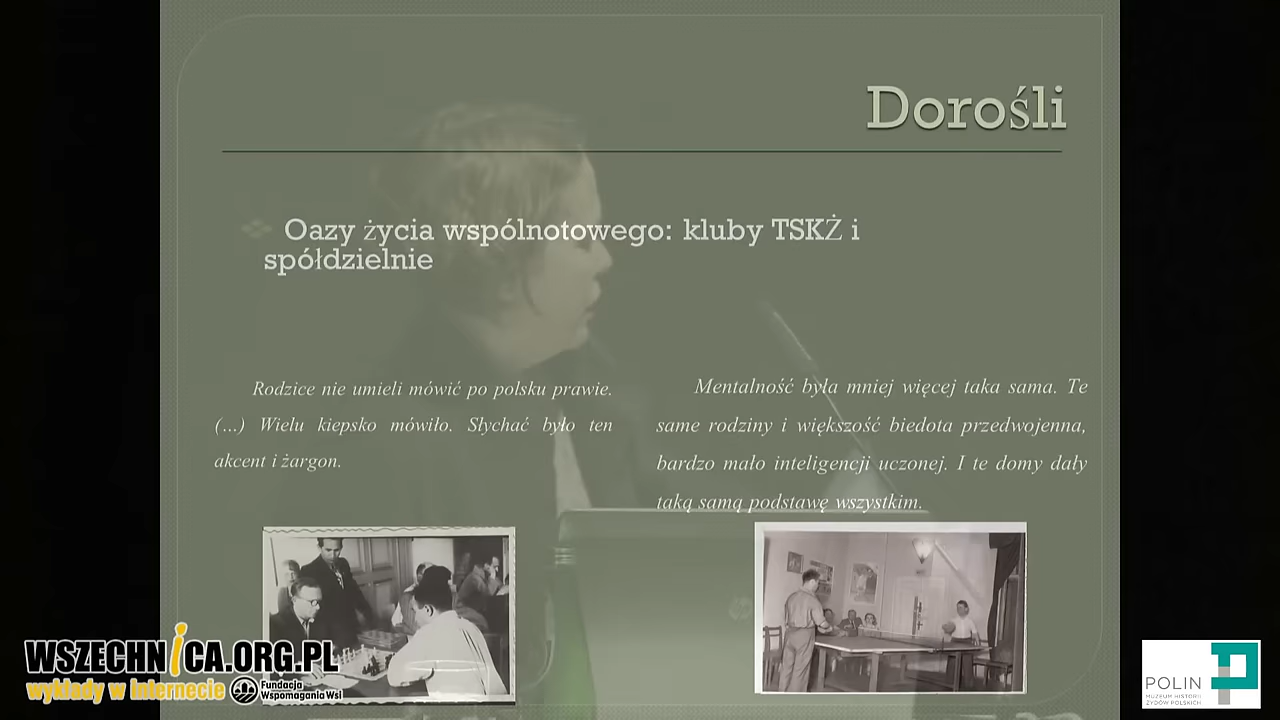 Dorośli
Oazy życia wspólnotowego: kluby TSKŻ i
spółdzielnie
Rodzice nie umieli mówić po polsku prawie.
(...) Wielu kiepsko mówiło. Słychać było ten
akcent i żargon.
Mentalność była mniej więcej taka sama. Te
same rodziny i większość biedota przedwojenna,
bardzo mało inteligencji uczonej. I te domy dały
taką samą podstawę wszystkim.
WSZECHNICA.ORG.PL
wykłady w internecie
Fundacja
Wspomagania Wsi
POLIN
MUZEUM HISTORII
ŻYDÓW POLSKICH